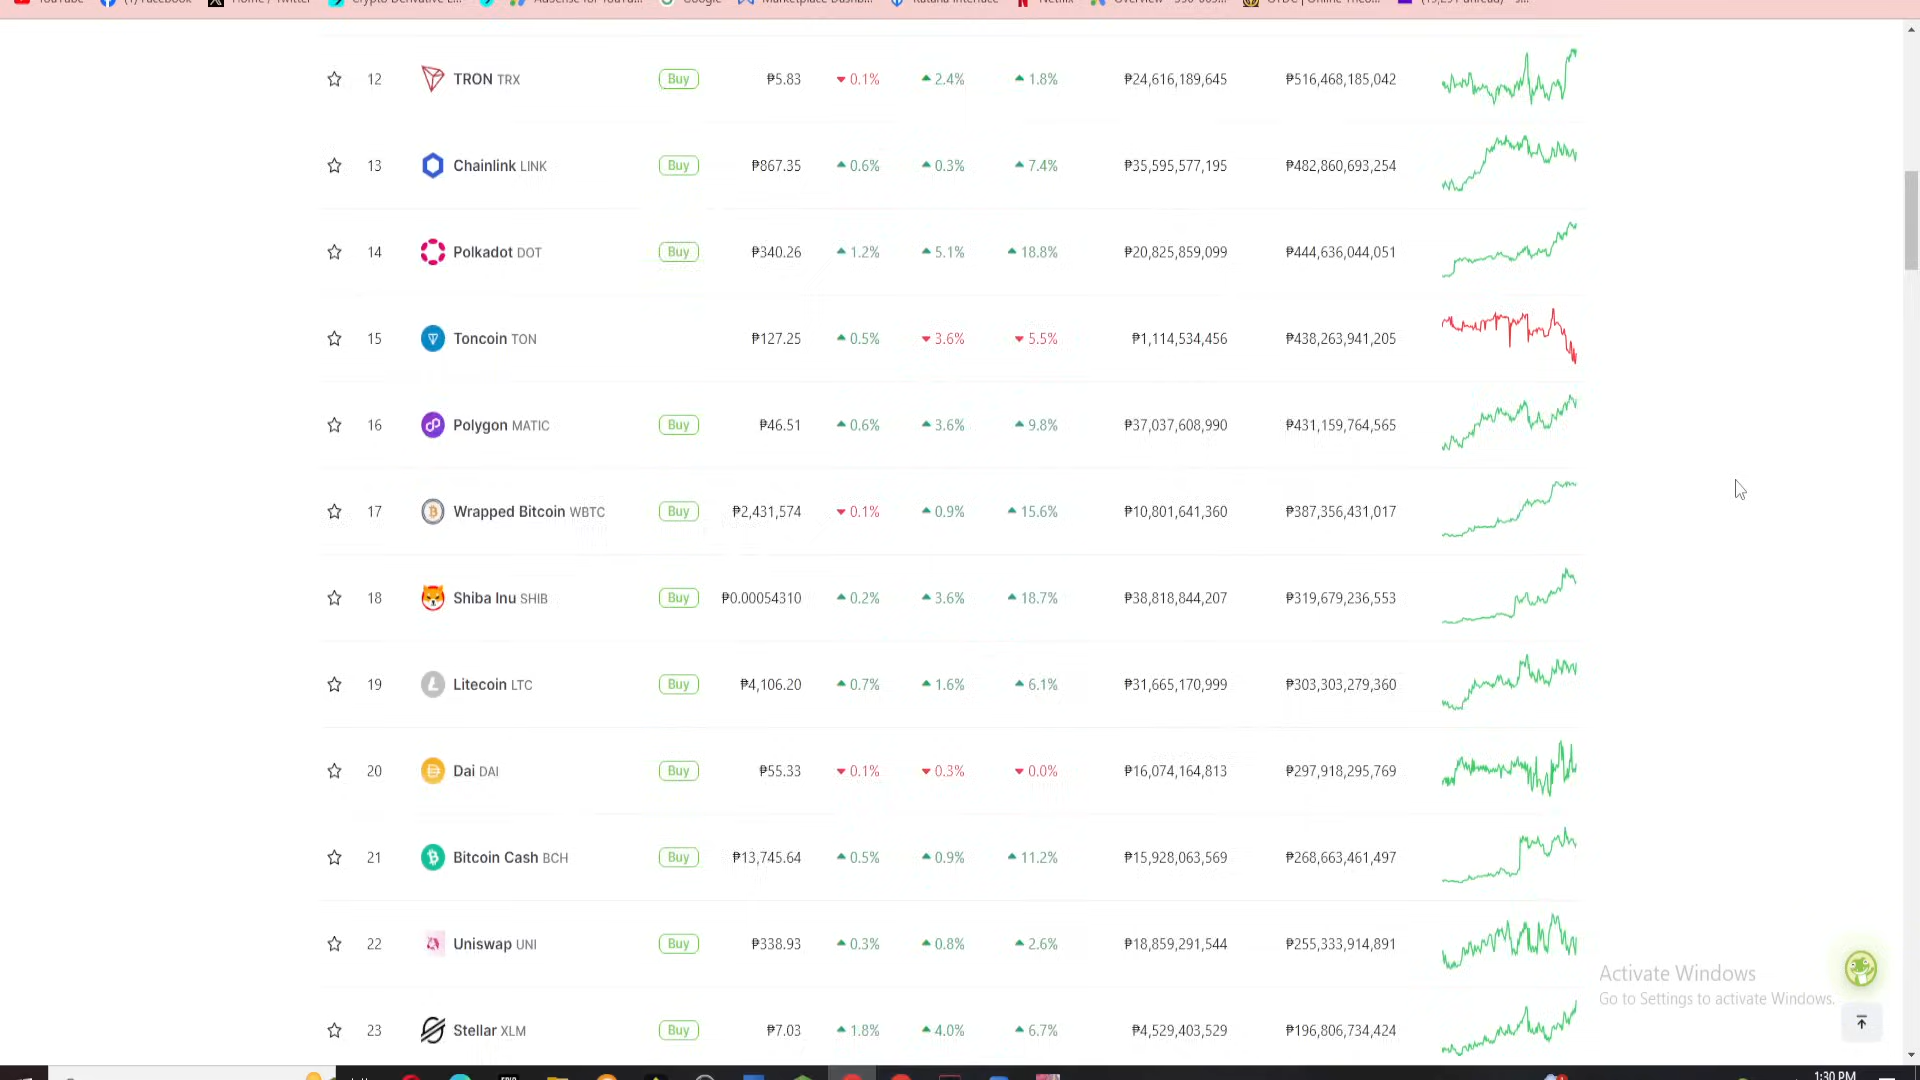 12 TRON TRX Buy ₱5.83 0.1% 2.4% 1.8% ₱24,616,189,645 ₱516,468,185,042
13 Chainlink LINK Buy ₱867.35 0.6% 0.3% 7.4% ₱35,595,577,195 ₱482,860,693,254
14 Polkadot DOT Buy ₱340.26 1.2% 5.1% 18.8% ₱20,825,859,099 ₱444,636,044,051
15 Toncoin TON ₱127.25 0.5% 3.6% 5.5% ₱1,114,534,456 ₱438,263,941,205
16 Polygon MATIC Buy ₱46.51 0.6% 3.6% 9.8% ₱37,037,608,990 ₱431,159,764,565
17 Wrapped Bitcoin WBTC Buy ₱2,431,574 0.1% 0.9% 15.6% ₱10,801,641,360 ₱387,356,431,017
18 Shiba Inu SHIB Buy ₱0.00054310 0.2% 3.6% 18.7% ₱38,818,844,207 ₱319,679,236,553
19 Litecoin LTC Buy ₱4,106.20 0.7% 1.6% 6.1% ₱31,665,170,999 ₱303,303,279,360
20 Dai DAI Buy ₱55.33 0.1% 0.3% 0.0% ₱16,074,164,813 ₱297,918,295,769
21 Bitcoin Cash BCH Buy ₱13,745.64 0.5% 0.9% 11.2% ₱15,928,063,569 ₱268,663,461,497
22 Uniswap UNI Buy ₱338.93 0.3% 0.8% 2.6% ₱18,859,291,544 ₱255,333,914,891
Activate Windows
Go to Settings to activate Windows.
23 Stellar XLM Buy ₱7.03 1.8% 4.0% 6.7% ₱4,529,403,529 ₱196,806,734,424
1:30 PM